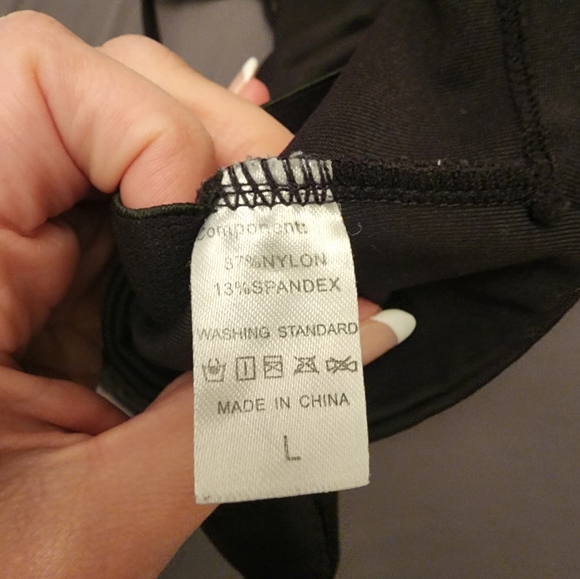 Component:
87%NYLON
13%SPANDEX
WASHING STANDARD
MADE IN CHINA
L